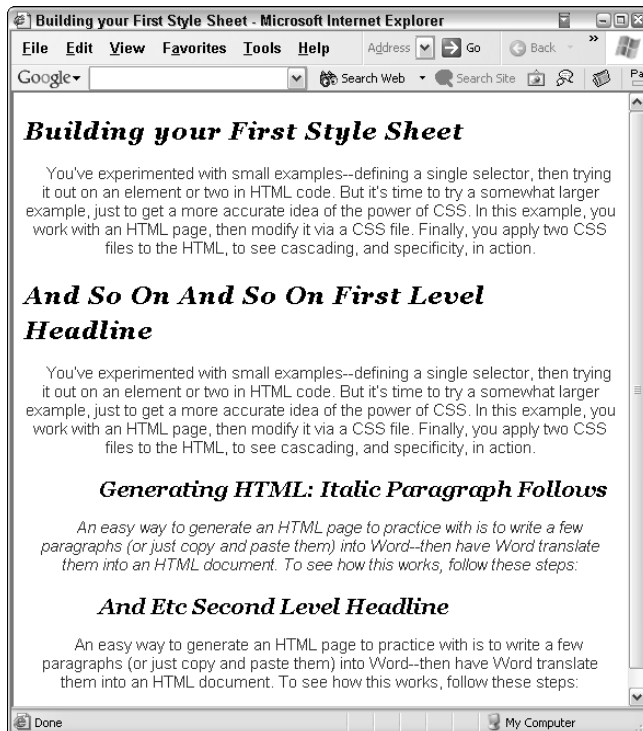 Building your First Style Sheet - Microsoft Internet Explorer
File Edit View Favorites Tools Help Address Go Back »
Google Search Web Search Site
Building your First Style Sheet
You've experimented with small examples--defining a single selector, then trying
it out on an element or two in HTML code. But it's time to try a somewhat larger
example, just to get a more accurate idea of the power of CSS. In this example, you
work with an HTML page, then modify it via a CSS file. Finally, you apply two CSS
files to the HTML, to see cascading, and specificity, in action.
And So On And So On First Level
Headline
You've experimented with small examples--defining a single selector, then trying
it out on an element or two in HTML code. But it's time to try a somewhat larger
example, just to get a more accurate idea of the power of CSS. In this example, you
work with an HTML page, then modify it via a CSS file. Finally, you apply two CSS
files to the HTML, to see cascading, and specificity, in action.
Generating HTML: Italic Paragraph Follows
An easy way to generate an HTML page to practice with is to write a few
paragraphs (or just copy and paste them) into Word--then have Word translate
them into an HTML document. To see how this works, follow these steps:
And Etc Second Level Headline
An easy way to generate an HTML page to practice with is to write a few
paragraphs (or just copy and paste them) into Word--then have Word translate
them into an HTML document. To see how this works, follow these steps:
Done My Computer